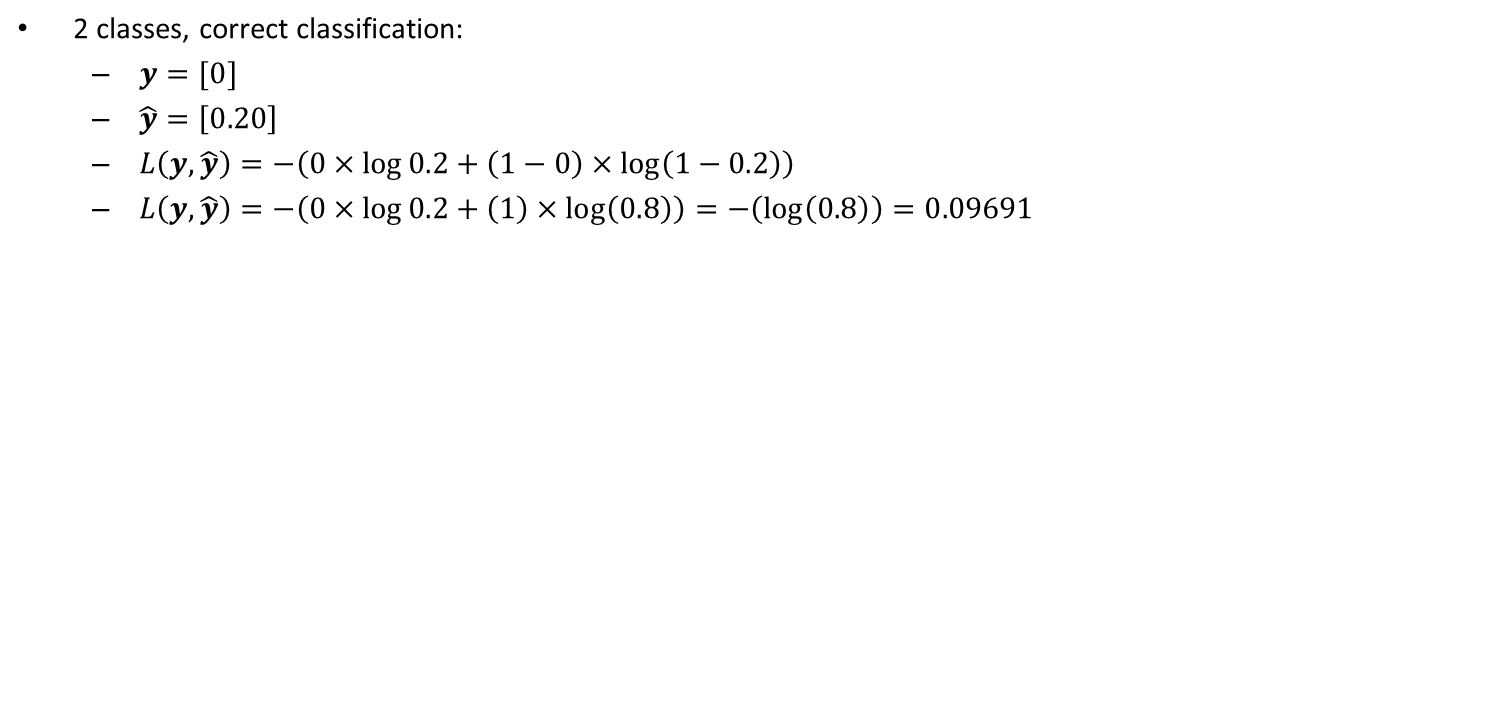 • 2 classes, correct classification:
– y = [0]
– ŷ = [0.20]
– L(y, ŷ) = −(0 × log 0.2 + (1 − 0) × log(1 − 0.2))
– L(y, ŷ) = −(0 × log 0.2 + (1) × log(0.8)) = −(log(0.8)) = 0.09691